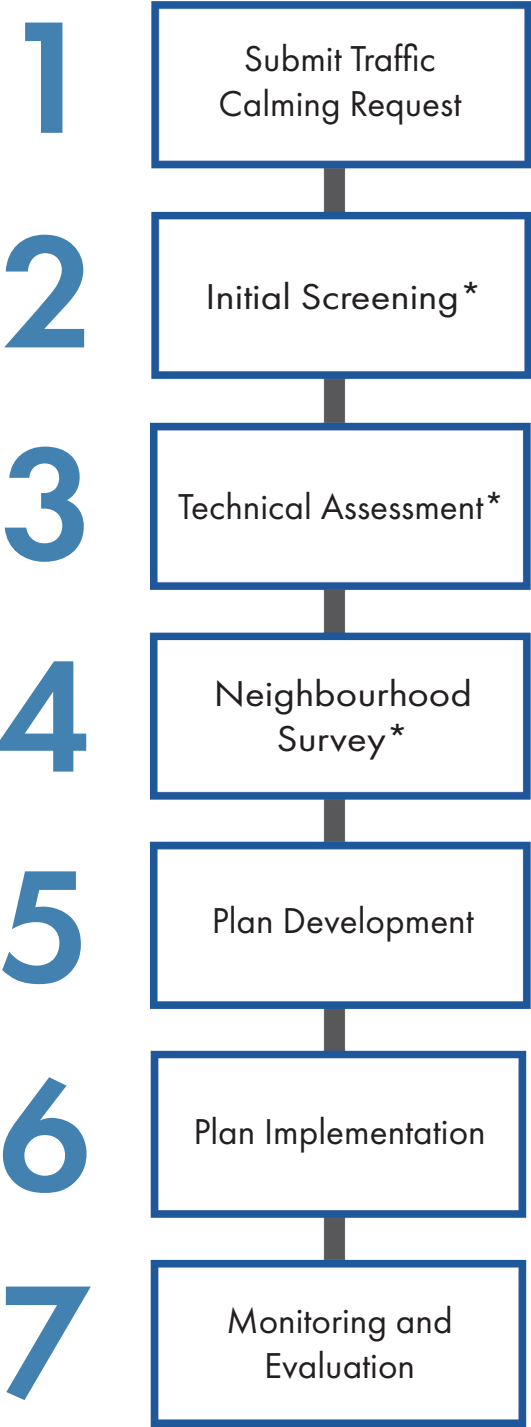 1
Submit Traffic
Calming Request
2
Initial Screening*
3
Technical Assessment*
4
Neighbourhood
Survey*
5
Plan Development
6
Plan Implementation
7
Monitoring and
Evaluation